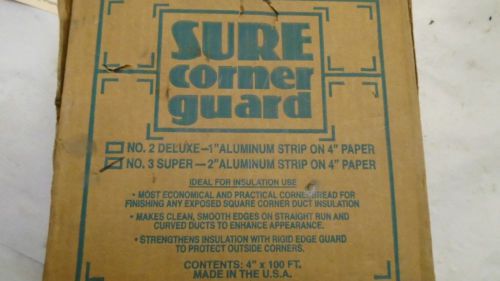 SURE
corner
guard
NO. 2 DELUXE—1" ALUMINUM STRIP ON 4" PAPER
NO. 3 SUPER—2" ALUMINUM STRIP ON 4" PAPER
IDEAL FOR INSULATION USE
• MOST ECONOMICAL AND PRACTICAL CORNERBREAD FOR
FINISHING ANY EXPOSED SQUARE CORNER DUCT INSULATION
• MAKES CLEAN, SMOOTH EDGES ON STRAIGHT RUN AND
CURVED DUCTS TO ENHANCE APPEARANCE.
• STRENGTHENS INSULATION WITH RIGID EDGE GUARD
TO PROTECT OUTSIDE CORNERS.
CONTENTS: 4" x 100 FT.
MADE IN THE U.S.A.